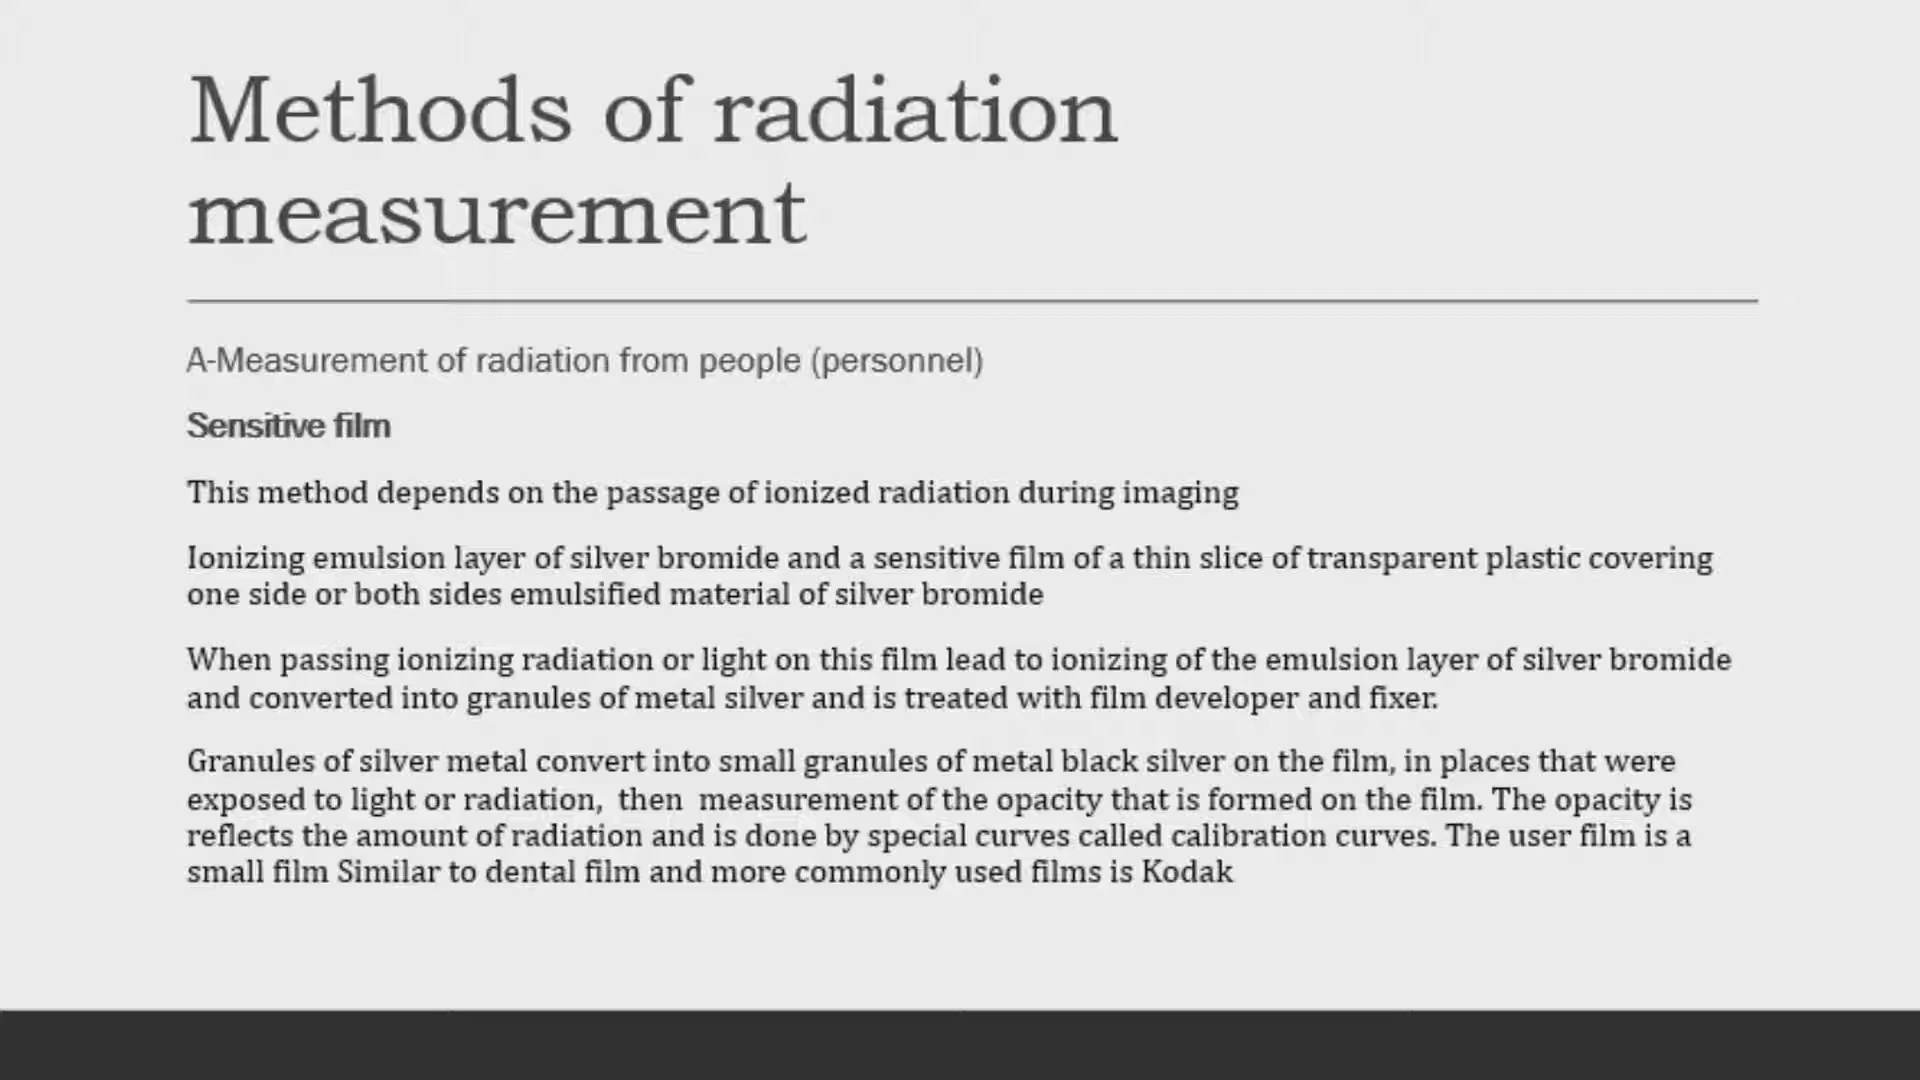 Methods of radiation
measurement
A-Measurement of radiation from people (personnel)
Sensitive film
This method depends on the passage of ionized radiation during imaging
Ionizing emulsion layer of silver bromide and a sensitive film of a thin slice of transparent plastic covering
one side or both sides emulsified material of silver bromide
When passing ionizing radiation or light on this film lead to ionizing of the emulsion layer of silver bromide
and converted into granules of metal silver and is treated with film developer and fixer.
Granules of silver metal convert into small granules of metal black silver on the film, in places that were
exposed to light or radiation,  then  measurement of the opacity that is formed on the film. The opacity is
reflects the amount of radiation and is done by special curves called calibration curves. The user film is a
small film Similar to dental film and more commonly used films is Kodak